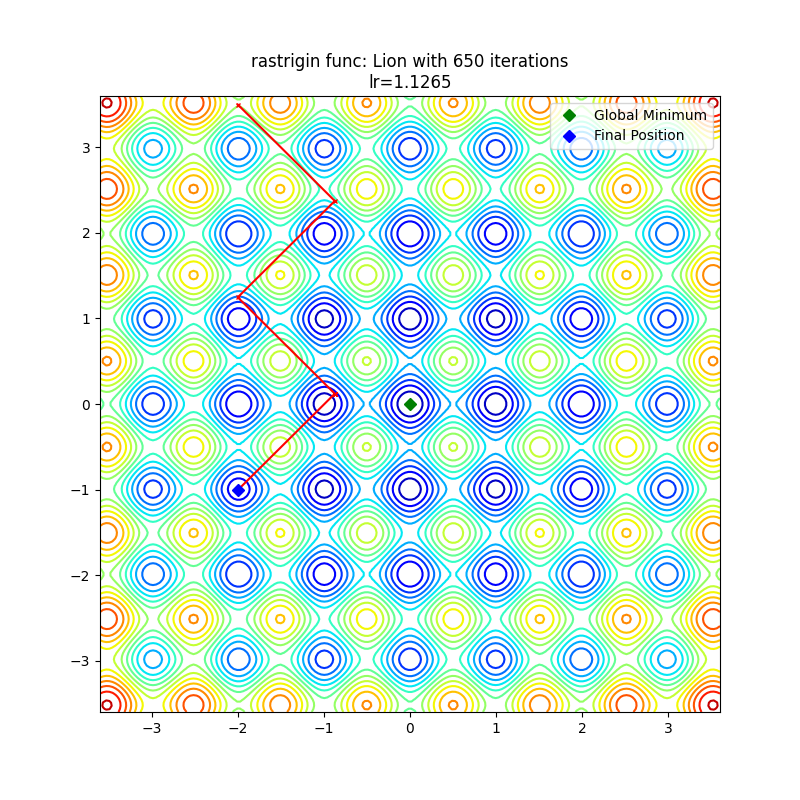 rastrigin func: Lion with 650 iterations
lr=1.1265
Global Minimum
Final Position
3
2
1
0
−1
−2
−3
−3 −2 −1 0 1 2 3